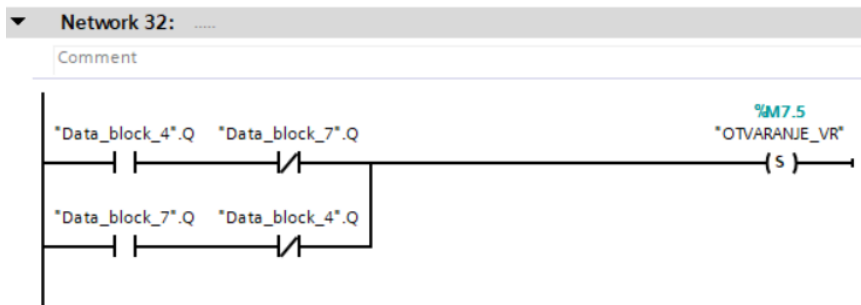 Network 32: .....
Comment
%M7.5
"Data_block_4".Q "Data_block_7".Q "OTVARANJE_VR"
S
"Data_block_7".Q "Data_block_4".Q